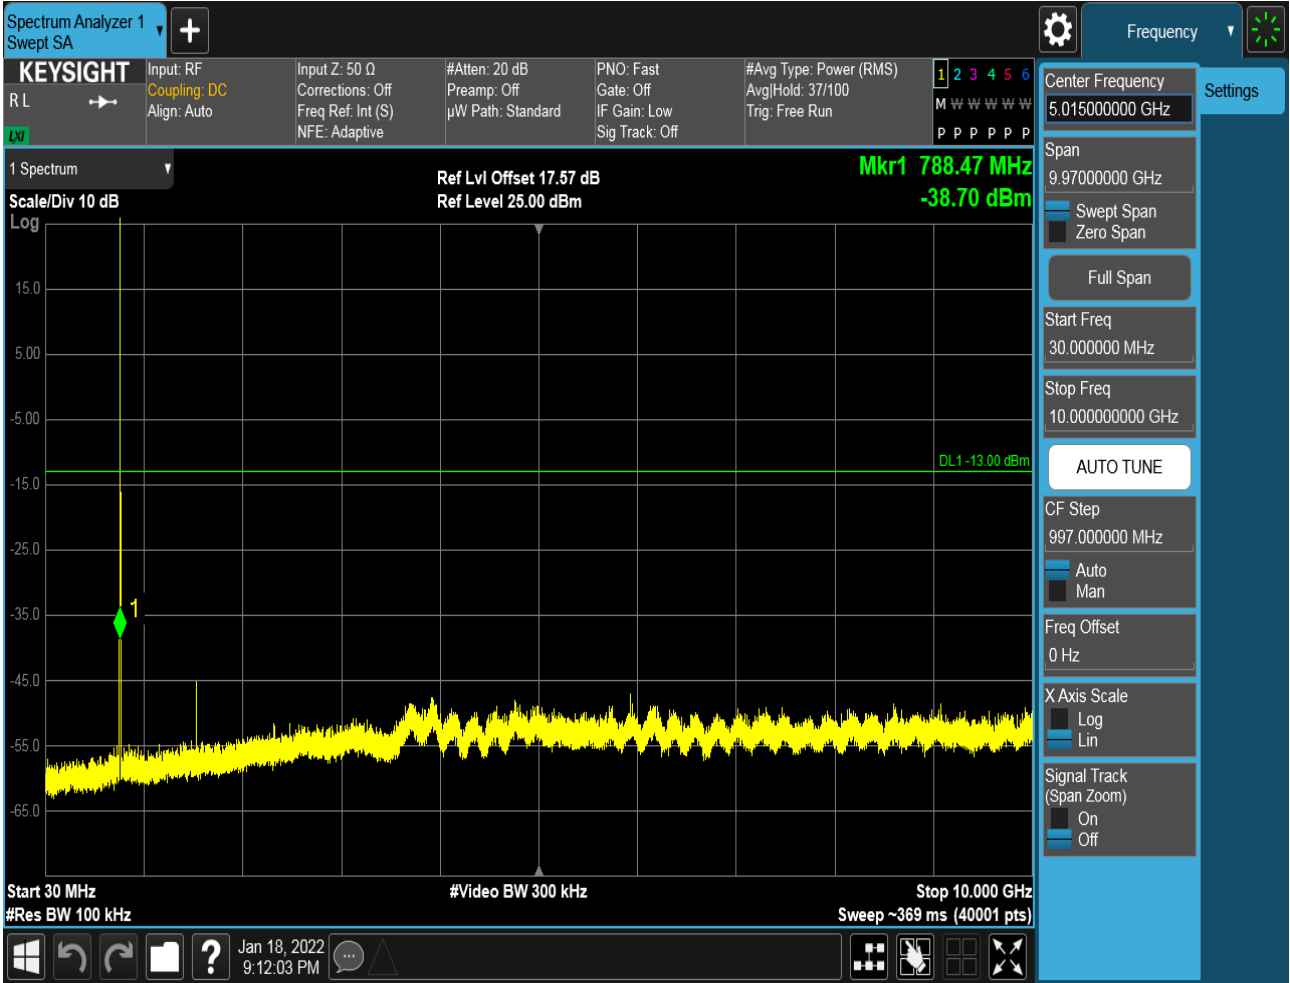 Spectrum Analyzer 1
Swept SA
Frequency
KEYSIGHT
R L
LXI
Input: RF
Coupling: DC
Align: Auto
Input Z: 50 Ω
Corrections: Off
Freq Ref: Int (S)
NFE: Adaptive
#Atten: 20 dB
Preamp: Off
µW Path: Standard
PNO: Fast
Gate: Off
IF Gain: Low
Sig Track: Off
#Avg Type: Power (RMS)
Avg|Hold: 37/100
Trig: Free Run
1 2 3 4 5 6
M W W W W W
P P P P P P
1 Spectrum
Scale/Div 10 dB
Log
Ref Lvl Offset 17.57 dB
Ref Level 25.00 dBm
Mkr1 788.47 MHz
-38.70 dBm
15.0
5.00
-5.00
DL1 -13.00 dBm
-15.0
-25.0
-35.0
1
-45.0
-55.0
-65.0
Start 30 MHz
#Video BW 300 kHz
Stop 10.000 GHz
#Res BW 100 kHz
Sweep ~369 ms (40001 pts)
Jan 18, 2022
9:12:03 PM
Center Frequency
5.015000000 GHz
Settings
Span
9.97000000 GHz
Swept Span
Zero Span
Full Span
Start Freq
30.000000 MHz
Stop Freq
10.000000000 GHz
AUTO TUNE
CF Step
997.000000 MHz
Auto
Man
Freq Offset
0 Hz
X Axis Scale
Log
Lin
Signal Track
(Span Zoom)
On
Off